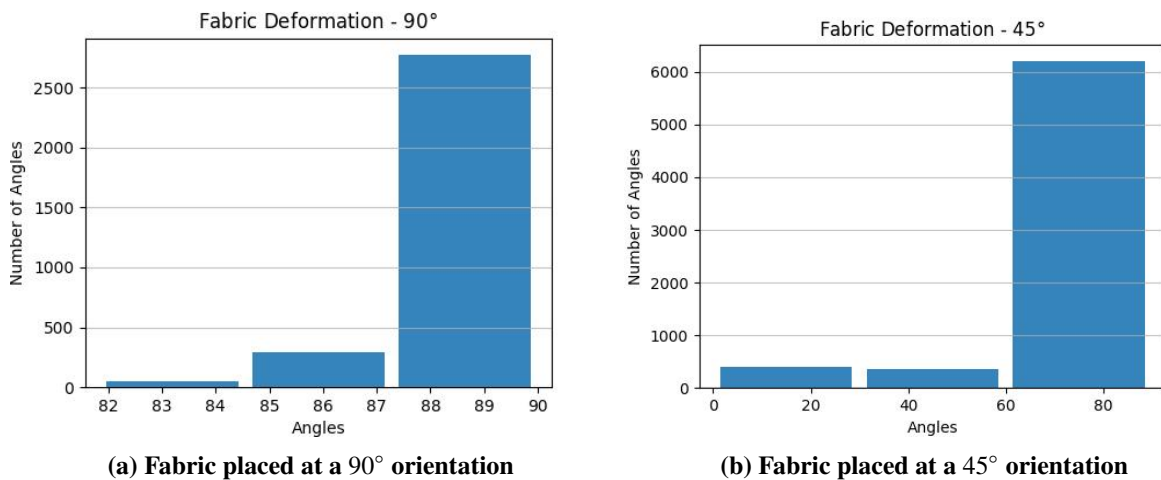 Fabric Deformation - 90°
Number of Angles
2500
2000
1500
1000
500
0
82 83 84 85 86 87 88 89 90
Angles
(a) Fabric placed at a 90° orientation
Fabric Deformation - 45°
Number of Angles
6000
5000
4000
3000
2000
1000
0
0 20 40 60 80
Angles
(b) Fabric placed at a 45° orientation